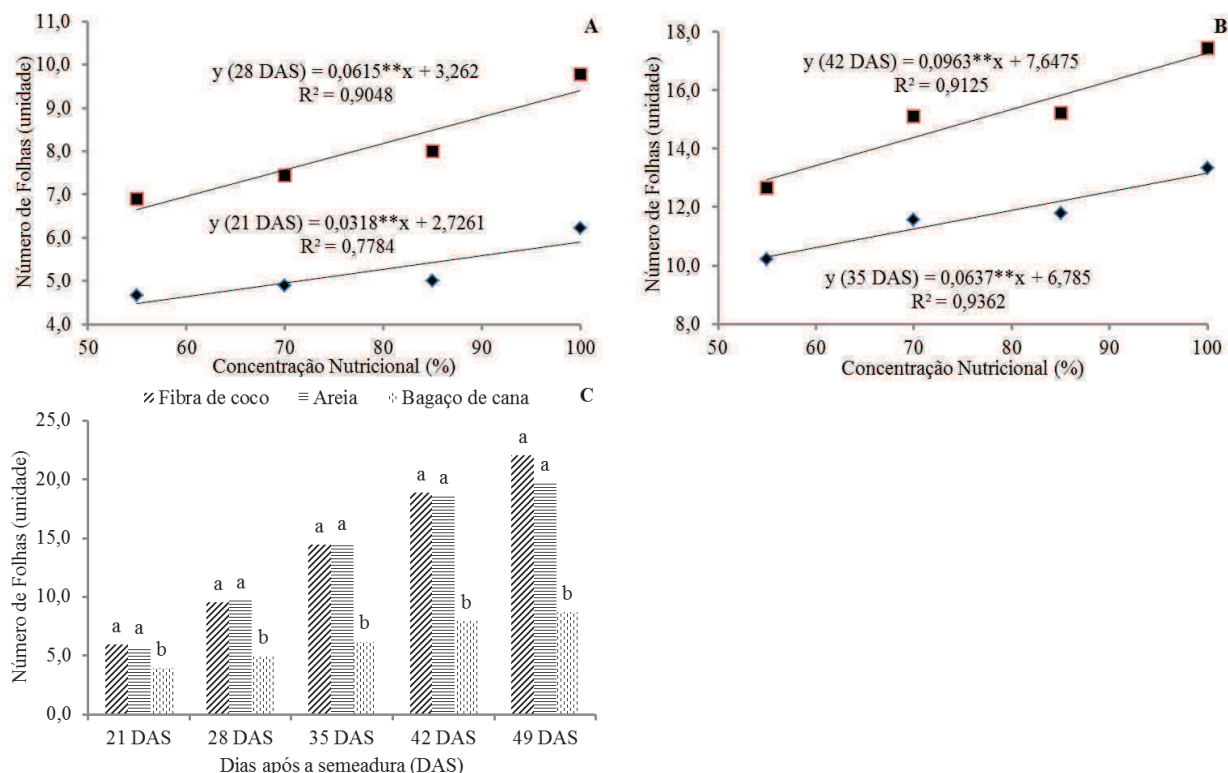 A
11,0
10,0
9,0
8,0
7,0
6,0
5,0
4,0
Número de Folhas (unidade)
y (28 DAS) = 0,0615**x + 3,262
R² = 0,9048
y (21 DAS) = 0,0318**x + 2,7261
R² = 0,7784
50 60 70 80 90 100
Concentração Nutricional (%)
B
18,0
16,0
14,0
12,0
10,0
8,0
Número de Folhas (unidade)
y (42 DAS) = 0,0963**x + 7,6475
R² = 0,9125
y (35 DAS) = 0,0637**x + 6,785
R² = 0,9362
50 60 70 80 90 100
Concentração Nutricional (%)
Fibra de coco Areia Bagaço de cana C
25,0
20,0
15,0
10,0
5,0
0,0
Número de Folhas (unidade)
a a b a a b a a b a a b a a b
21 DAS 28 DAS 35 DAS 42 DAS 49 DAS
Dias após a semeadura (DAS)